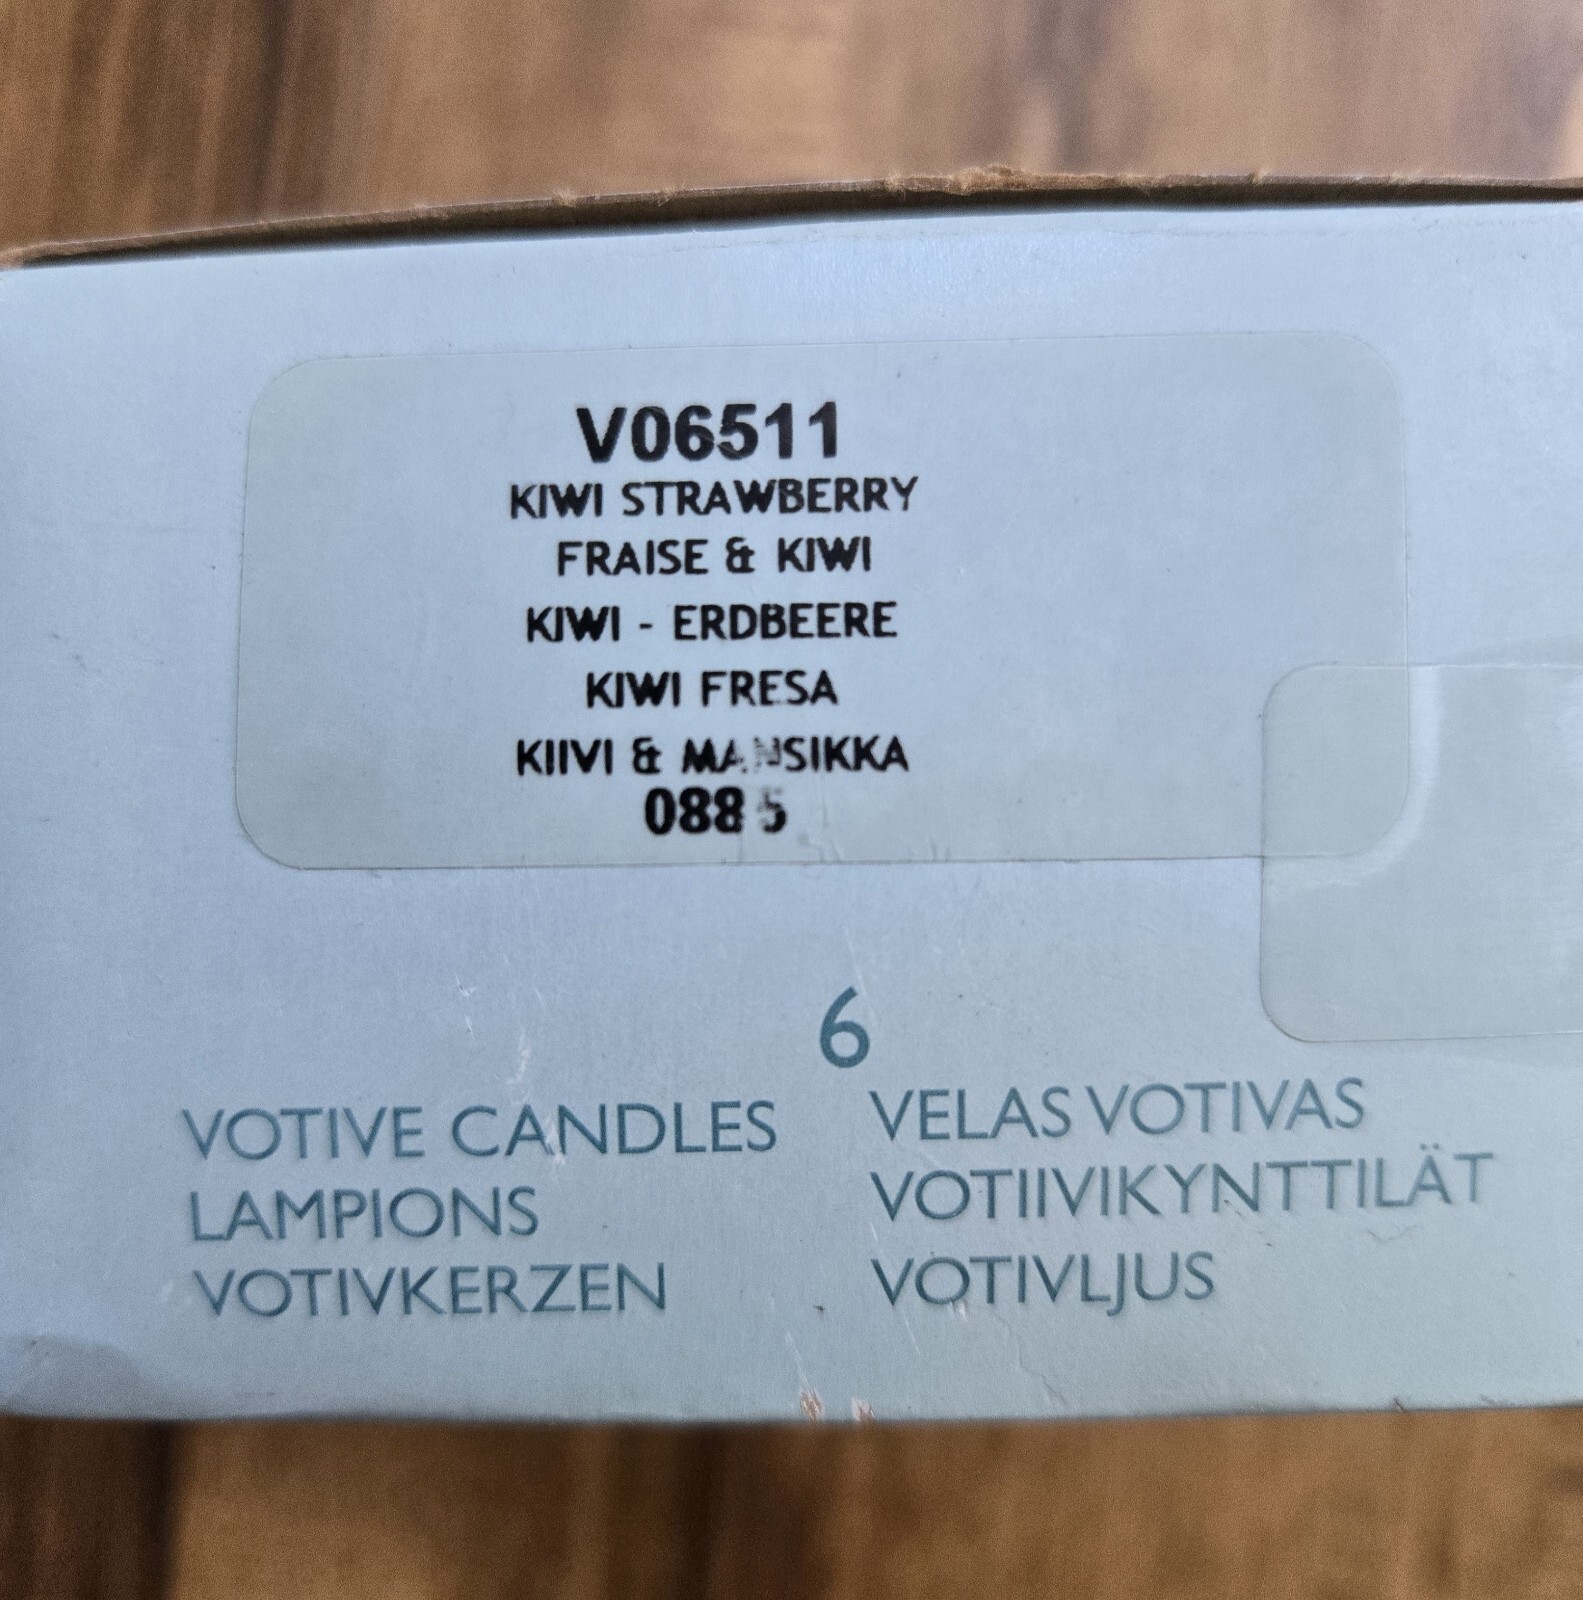 V06511
KIWI STRAWBERRY
FRAISE & KIWI
KIWI - ERDBEERE
KIWI FRESA
KIIVI & MANSIKKA
0885
6
VOTIVE CANDLES
LAMPIONS
VOTIVKERZEN
VELAS VOTIVAS
VOTIIVIKYNTTILÄT
VOTIVLJUS